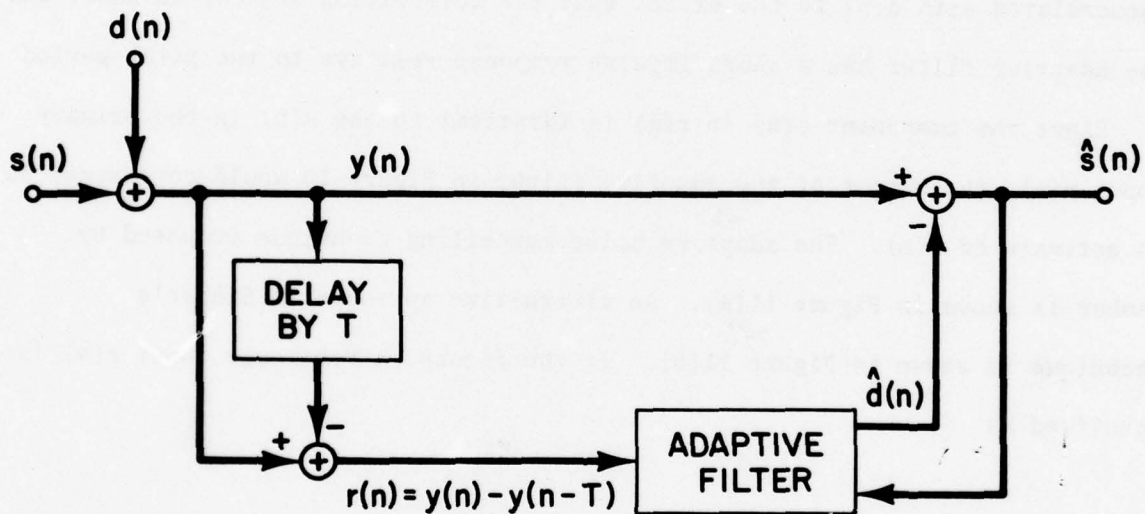 d(n)
s(n)
y(n)
ŝ(n)
+
+
-
DELAY
BY T
d̂(n)
+
-
+
ADAPTIVE
FILTER
r(n)=y(n)-y(n-T)